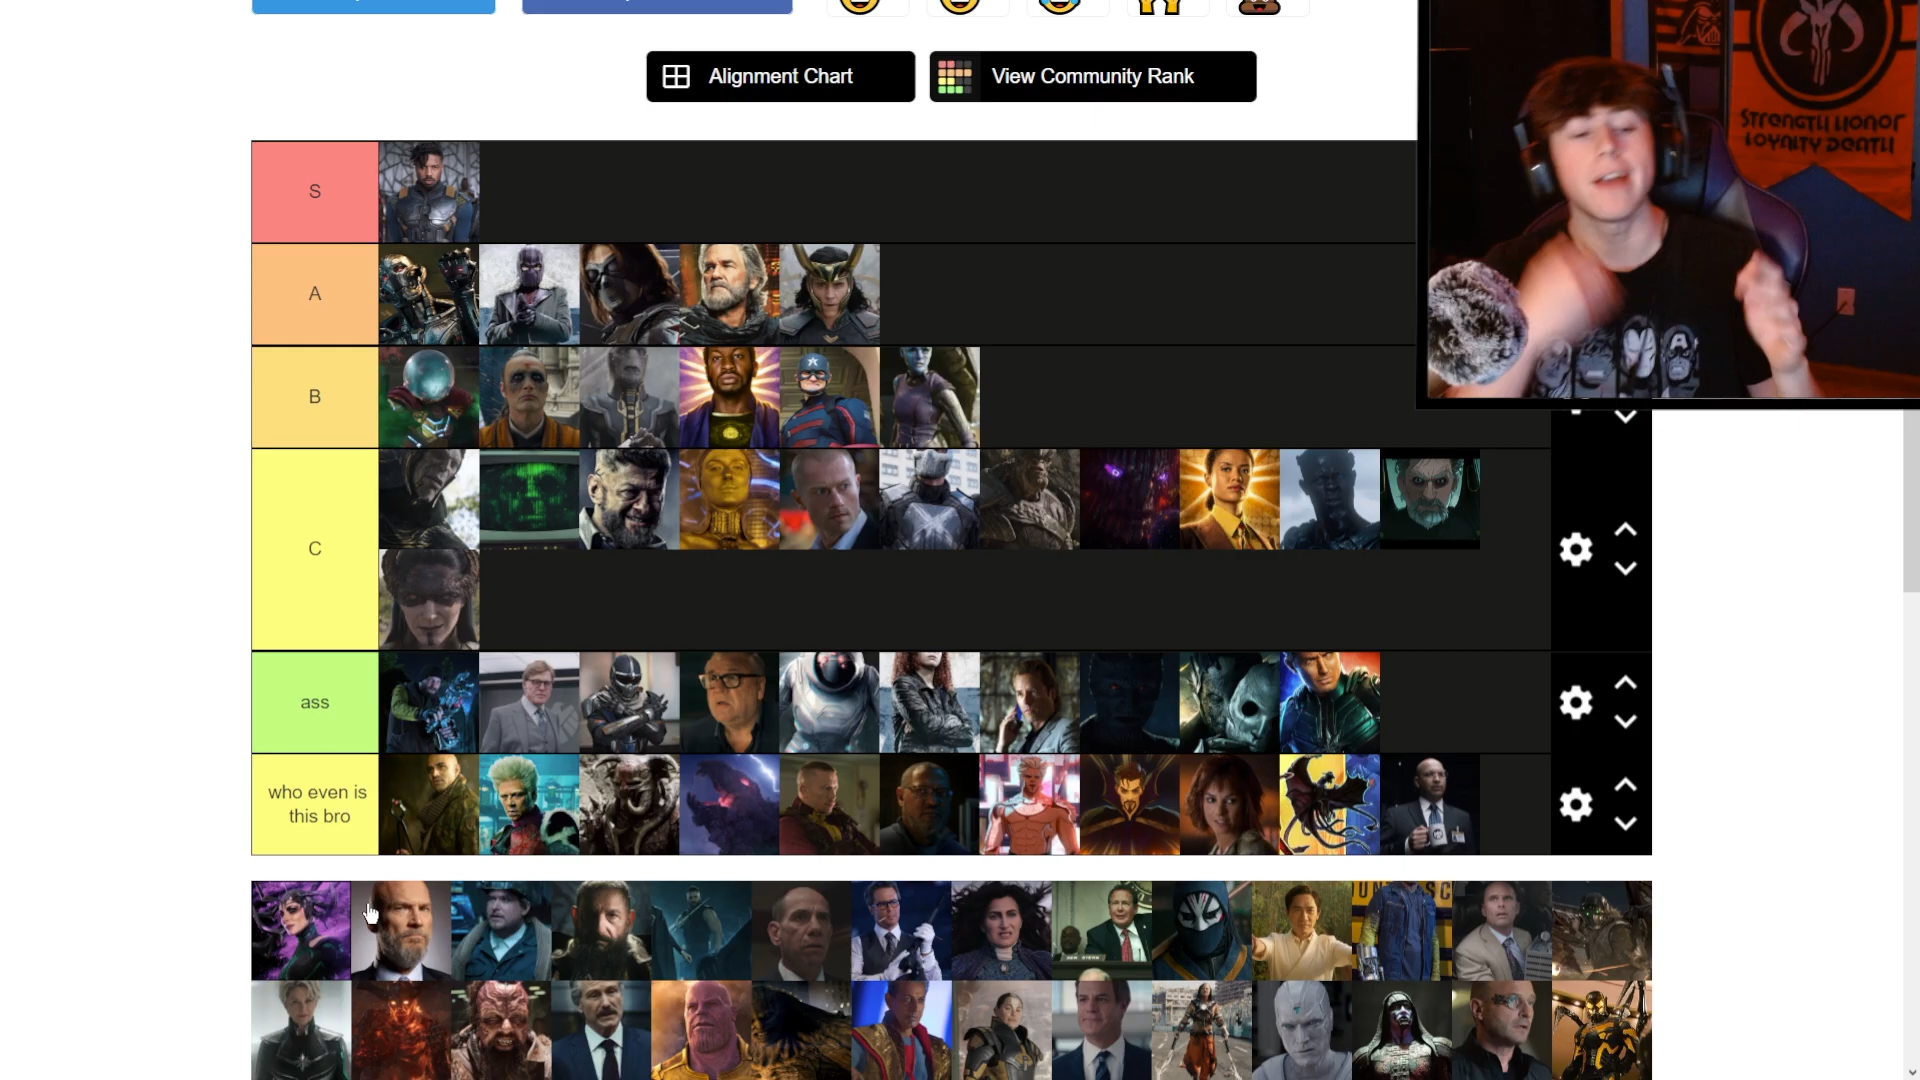 Alignment Chart
View Community Rank
STRENGTH HONOR
LOYALTY DEATH
S
A
B
C
ass
who even is
this bro